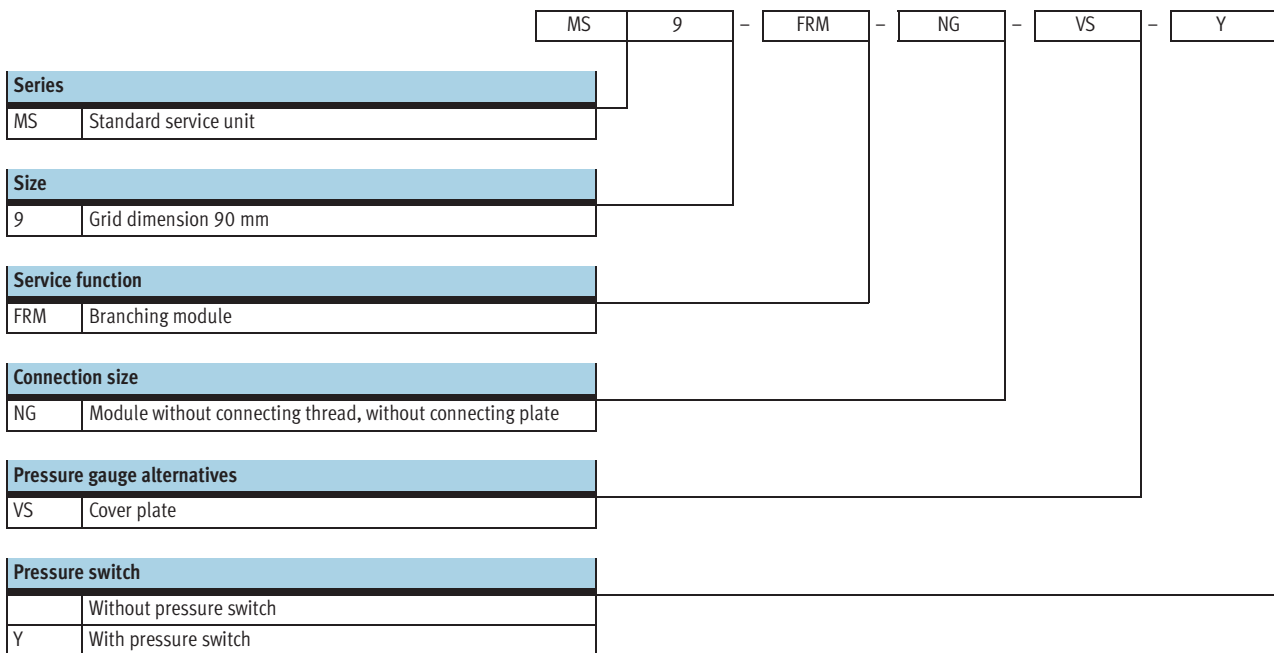 MS 9 – FRM – NG – VS – Y
Series
MS Standard service unit
Size
9 Grid dimension 90 mm
Service function
FRM Branching module
Connection size
NG Module without connecting thread, without connecting plate
Pressure gauge alternatives
VS Cover plate
Pressure switch
Without pressure switch
Y With pressure switch